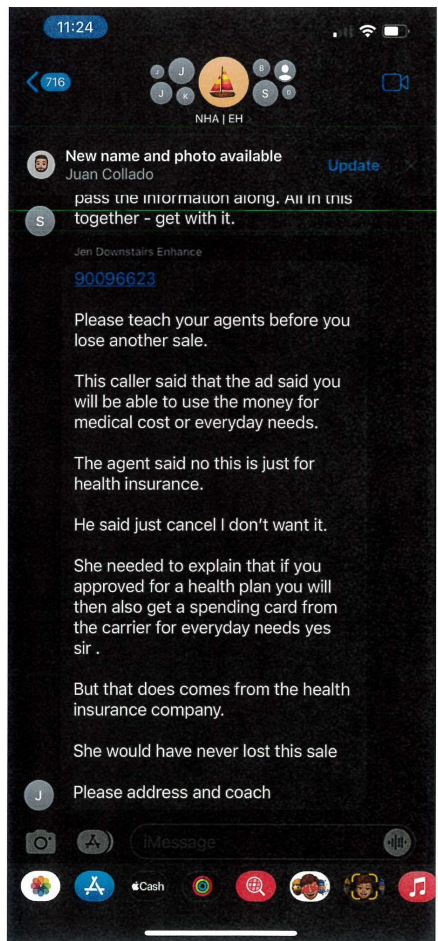 11:24
716
J
J
J
K
B
S
D
NHA | EH
New name and photo available
Juan Collado
Update
pass the information along. All in this
together - get with it.
S
Jen Downstairs Enhance
90096623
Please teach your agents before you
lose another sale.
This caller said that the ad said you
will be able to use the money for
medical cost or everyday needs.
The agent said no this is just for
health insurance.
He said just cancel I don’t want it.
She needed to explain that if you
approved for a health plan you will
then also get a spending card from
the carrier for everyday needs yes
sir .
But that does comes from the health
insurance company.
She would have never lost this sale
Please address and coach
J
iMessage
Cash